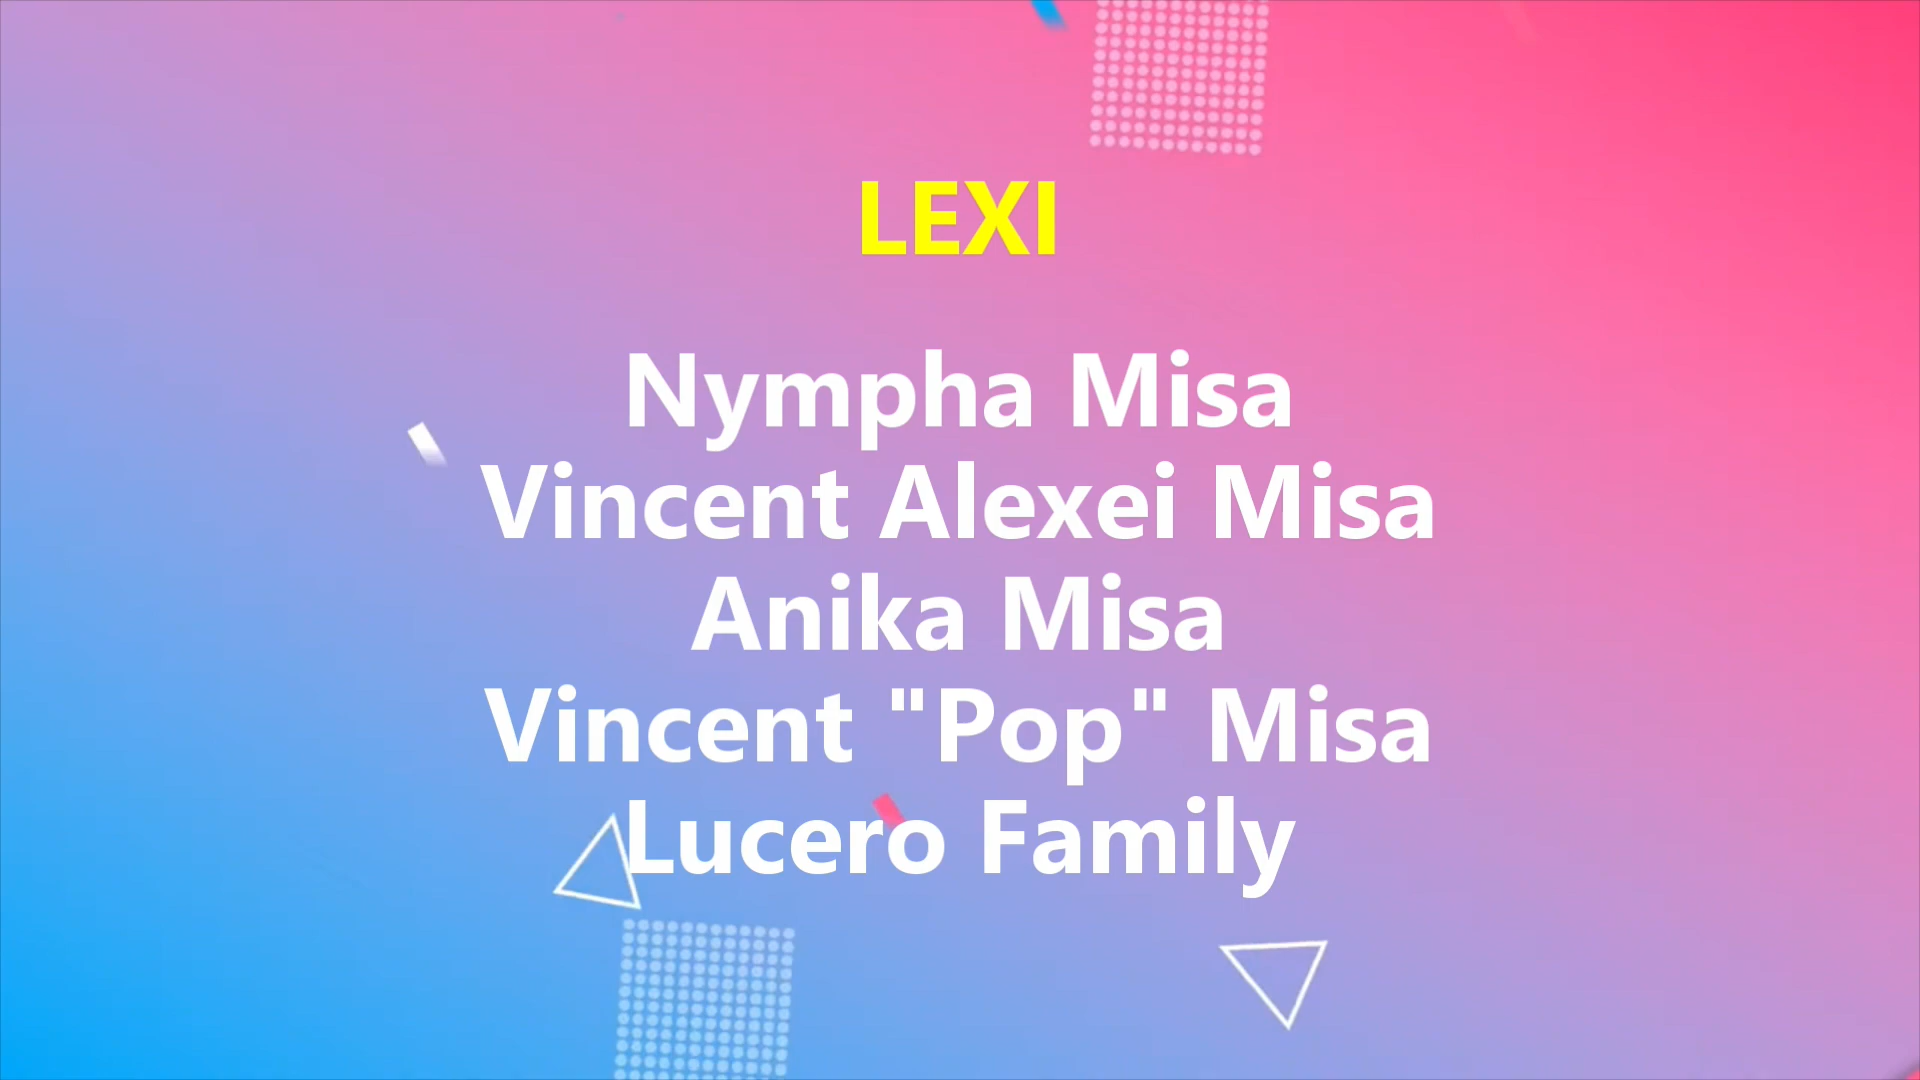 LEXI
Nympha Misa
Vincent Alexei Misa
Anika Misa
Vincent "Pop" Misa
Lucero Family